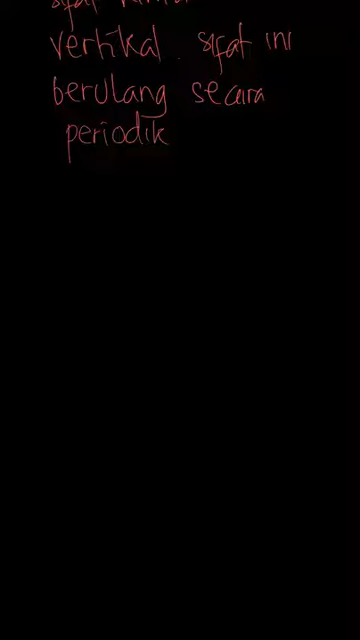 vertikal. sifat ini
berulang secara
periodik